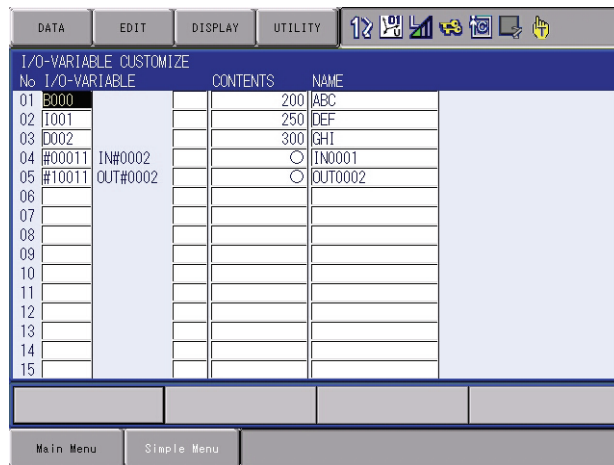 DATA EDIT DISPLAY UTILITY
I/O-VARIABLE CUSTOMIZE
No I/O-VARIABLE CONTENTS NAME
01 B000 200 ABC
02 I001 250 DEF
03 D002 300 GHI
04 #00011 IN#0002 ○ IN0001
05 #10011 OUT#0002 ○ OUT0002
06
07
08
09
10
11
12
13
14
15
Main Menu Simple Menu